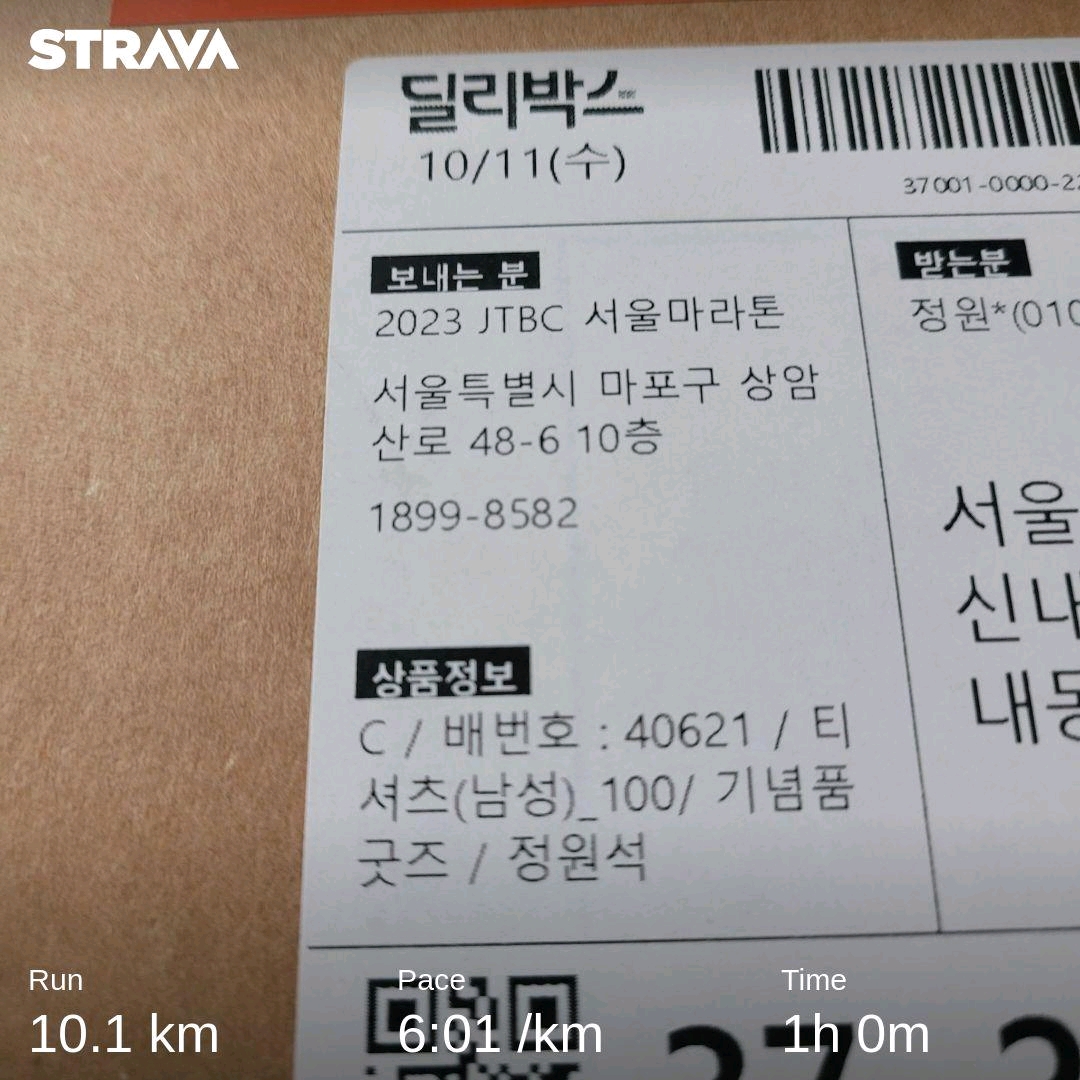 STRAVA
딜리박스
10/11(수)
37001-0000-22
보내는 분
2023 JTBC 서울마라톤
서울특별시 마포구 상암
산로 48-6 10층
1899-8582
받는분
정원*(010
서울
신내
내동
상품정보
C / 배번호 : 40621 / 티
셔츠(남성)_100/ 기념품
굿즈 / 정원석
Run
10.1 km
Pace
6:01 /km
Time
1h 0m
37
2